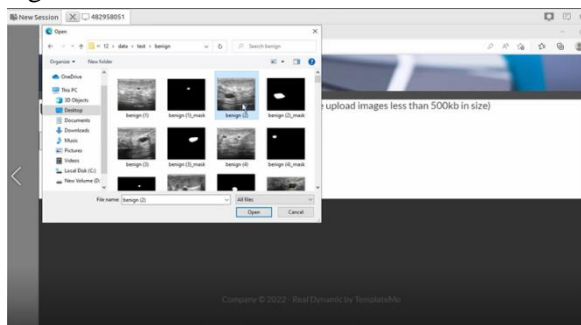 New Session
482958051
Open
12 › data › test › benign
Search benign
Organize
New folder
OneDrive
This PC
3D Objects
Desktop
Documents
Downloads
Music
Pictures
Videos
Local Disk (C:)
New Volume (D:
benign (1)
benign (1)_mask
benign (2)
benign (2)_mask
benign (3)
benign (3)_mask
benign (4)
benign (4)_mask
upload images less than 500kb in size)
File name:
benign (2)
All files
Open
Cancel
Company © 2022 - Real Dynamic by TemplateMo